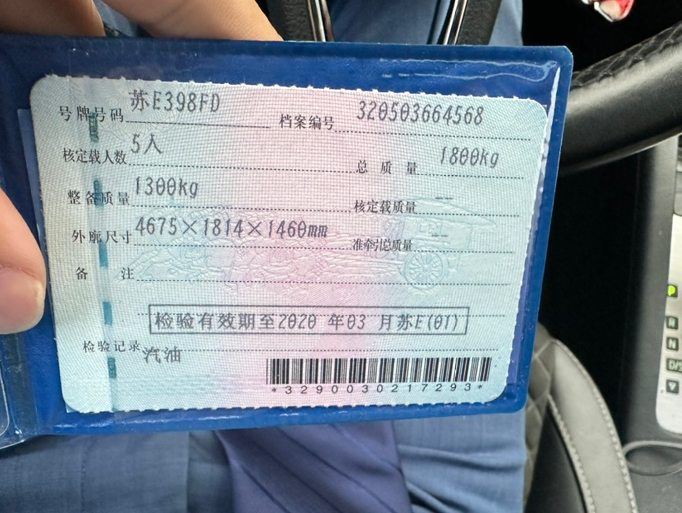 号牌号码 苏E398FD 档案编号 320503664568
核定载人数 5人 总质量 1800kg
整备质量 1300kg 核定载质量 --
外廓尺寸 4675×1814×1460mm 准牵引总质量 --
备注
检验有效期至2020 年03 月苏E(01)
检验记录 汽油
*3290030217293*
R
N
D/S